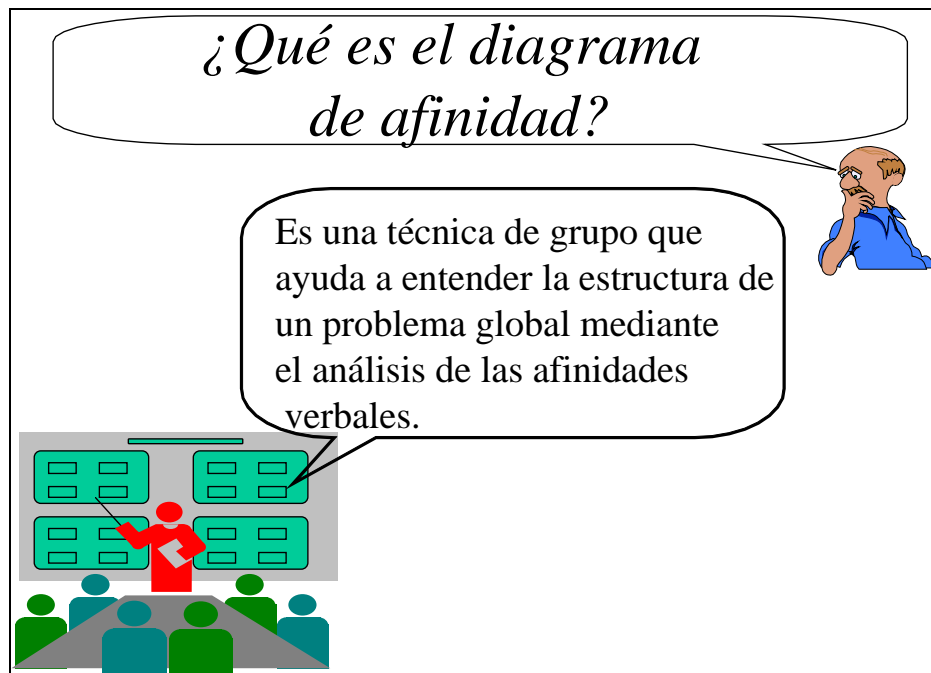 ¿Qué es el diagrama
de afinidad?
Es una técnica de grupo que
ayuda a entender la estructura de
un problema global mediante
el análisis de las afinidades
verbales.